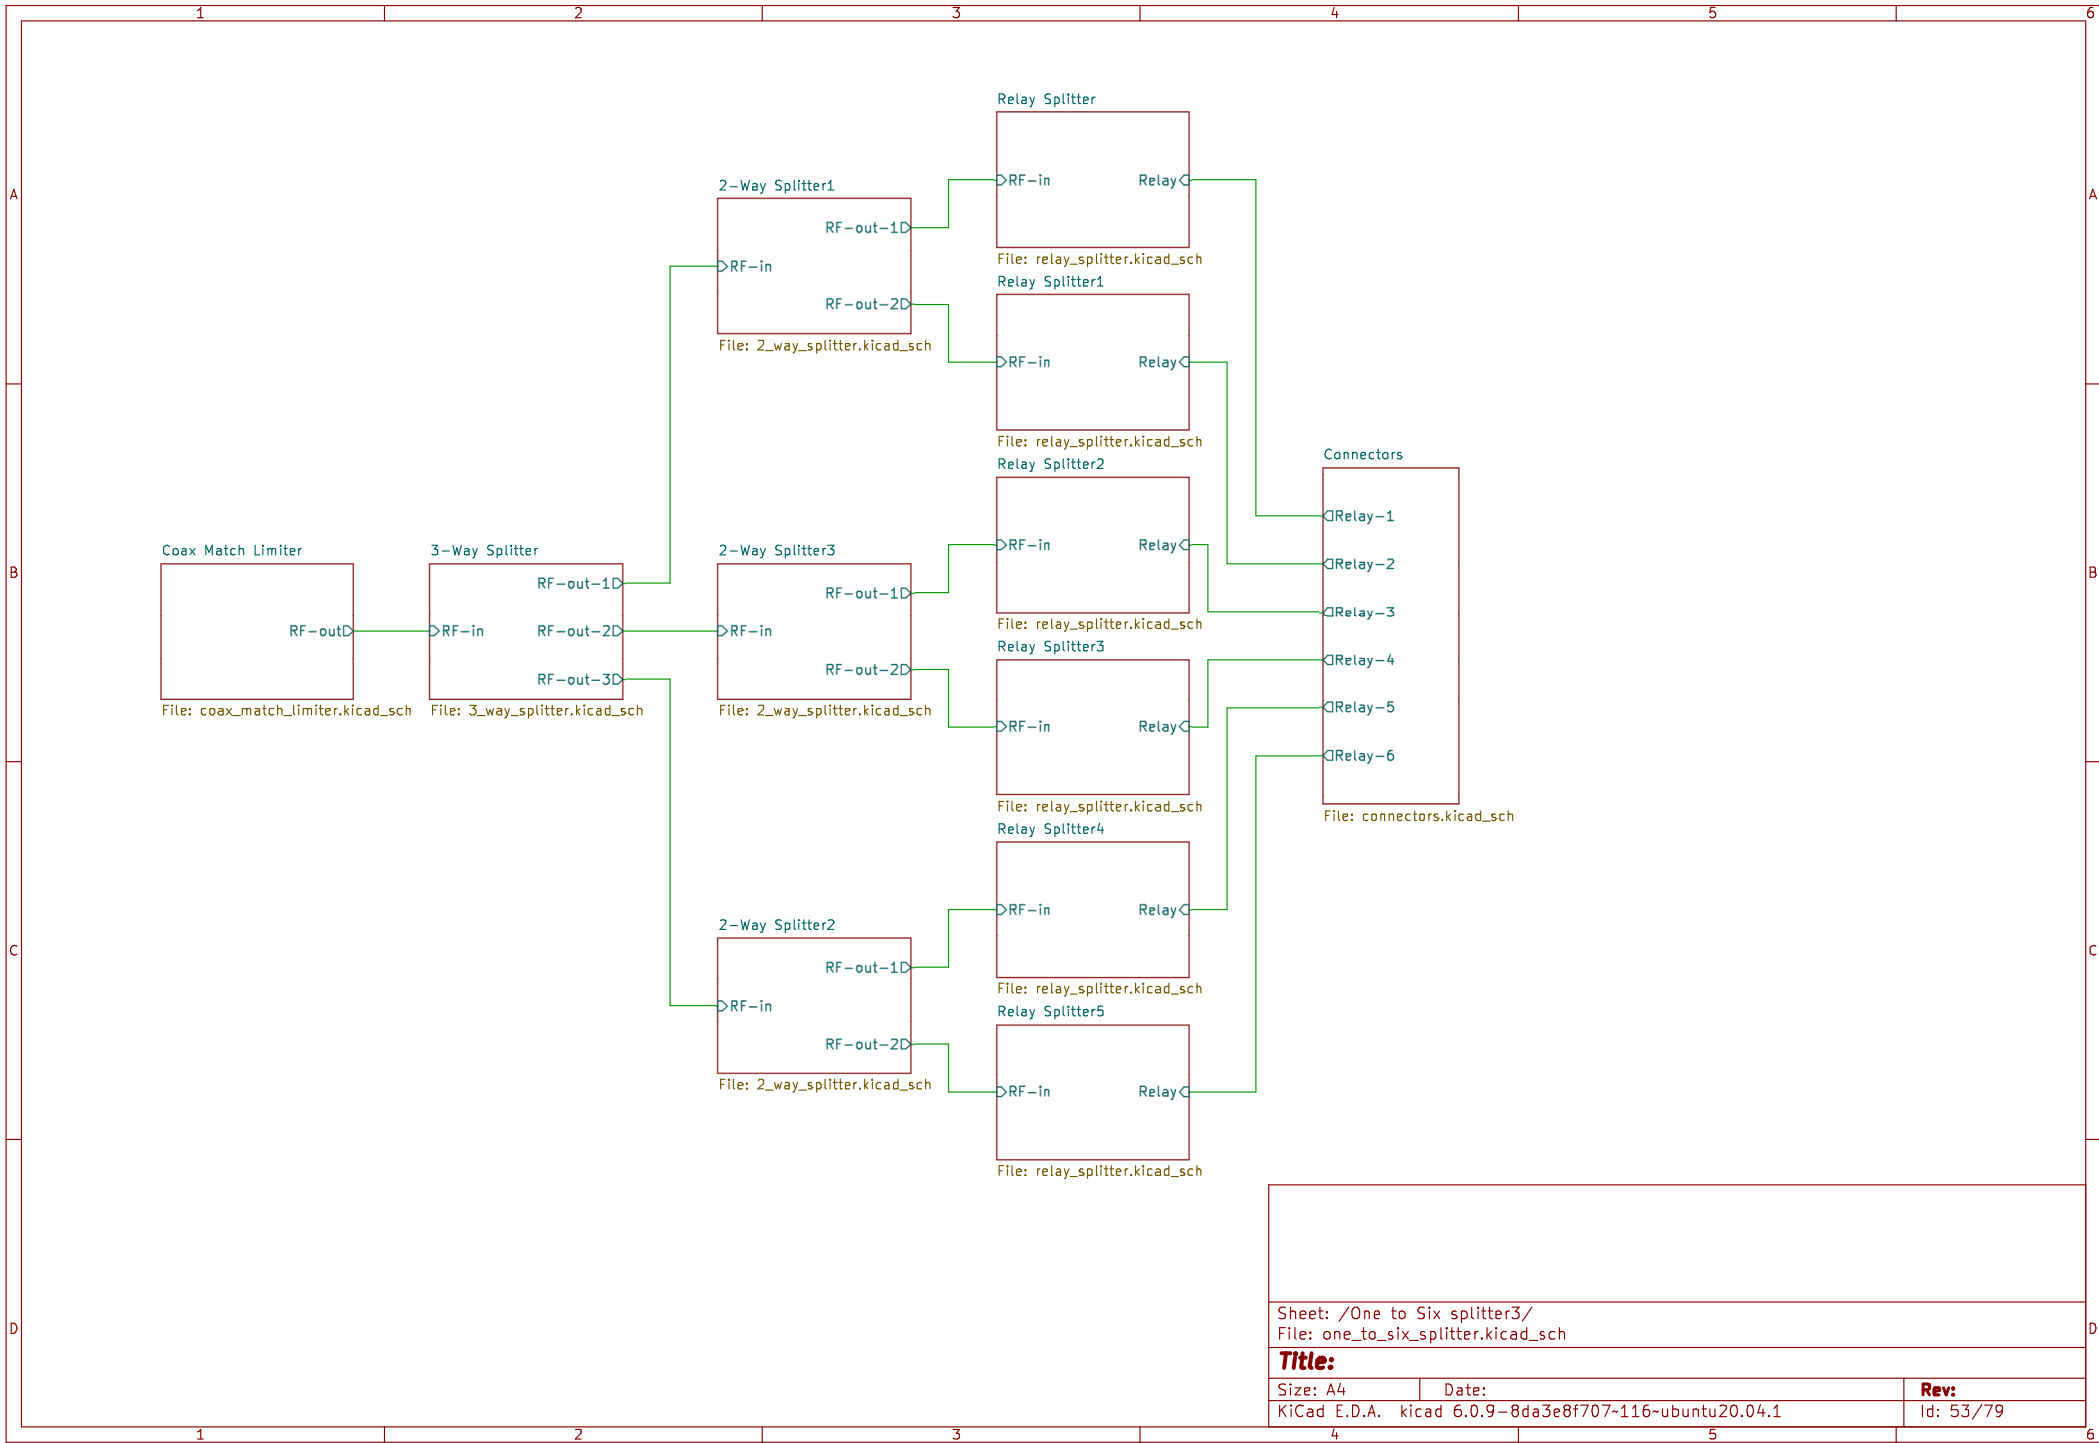 1 2 3 4 5 6
Relay Splitter
RF-in Relay
File: relay_splitter.kicad_sch
2-Way Splitter1
RF-out-1
RF-in
RF-out-2
File: 2_way_splitter.kicad_sch
Relay Splitter1
RF-in Relay
File: relay_splitter.kicad_sch
A A
Relay Splitter2
RF-in Relay
File: relay_splitter.kicad_sch
Connectors
Relay-1
Relay-2
Relay-3
Relay-4
Relay-5
Relay-6
File: connectors.kicad_sch
Coax Match Limiter
RF-out
File: coax_match_limiter.kicad_sch
3-Way Splitter
RF-out-1
RF-in RF-out-2
RF-out-3
File: 3_way_splitter.kicad_sch
2-Way Splitter3
RF-out-1
RF-in
RF-out-2
File: 2_way_splitter.kicad_sch
B B
Relay Splitter3
RF-in Relay
File: relay_splitter.kicad_sch
Relay Splitter4
RF-in Relay
File: relay_splitter.kicad_sch
2-Way Splitter2
RF-out-1
RF-in
RF-out-2
File: 2_way_splitter.kicad_sch
C C
Relay Splitter5
RF-in Relay
File: relay_splitter.kicad_sch
Sheet: /One to Six splitter3/
File: one_to_six_splitter.kicad_sch
D D
Title:
Size: A4 Date: Rev:
KiCad E.D.A. kicad 6.0.9-8da3e8f707~116~ubuntu20.04.1 Id: 53/79
1 2 3 4 5 6